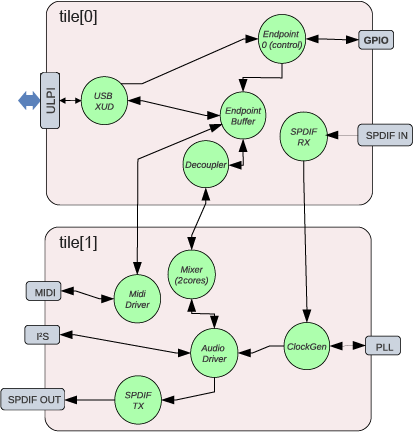 tile[0]
Endpoint
0 (control)
GPIO
ULPI
USB
XUD
Endpoint
Buffer
SPDIF
RX
SPDIF IN
Decoupler
tile[1]
Mixer
(2cores)
MIDI
Midi
Driver
I²S
Audio
Driver
ClockGen
PLL
SPDIF OUT
SPDIF
TX